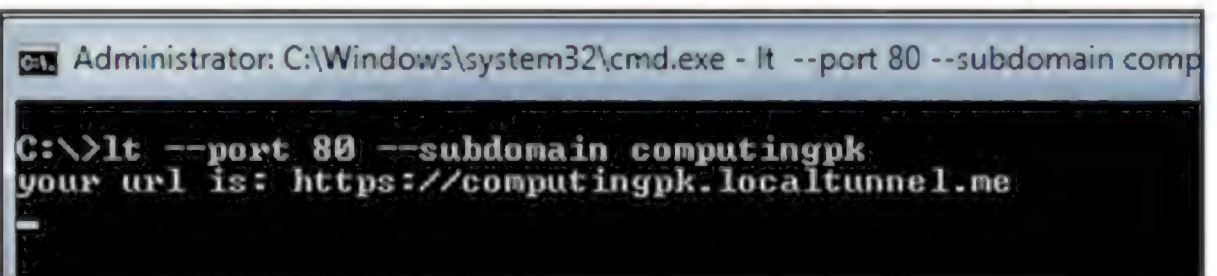 Administrator: C:\Windows\system32\cmd.exe - lt --port 80 --subdomain comp
C:\>lt --port 80 --subdomain computingpk
your url is: https://computingpk.localtunnel.me